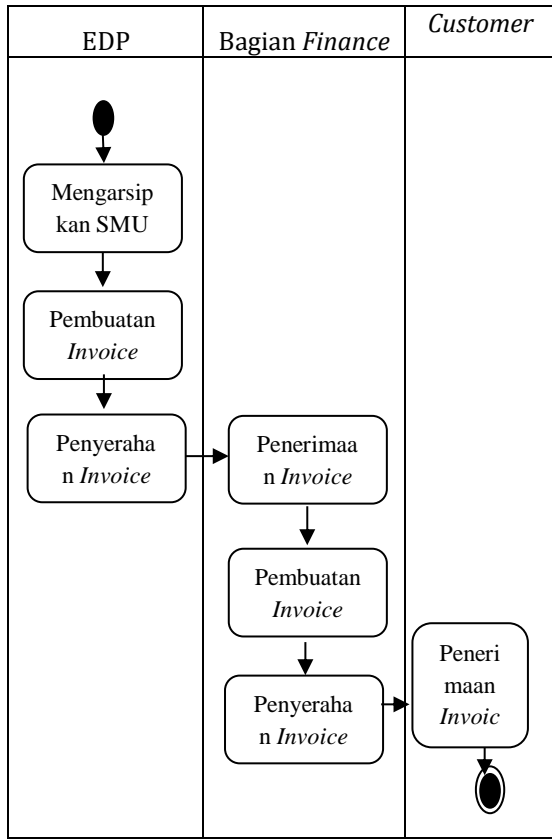 EDP
Bagian Finance
Customer
Mengarsip
kan SMU
Pembuatan
Invoice
Penyeraha
n Invoice
Penerimaa
n Invoice
Pembuatan
Invoice
Penyeraha
n Invoice
Peneri
maan
Invoic